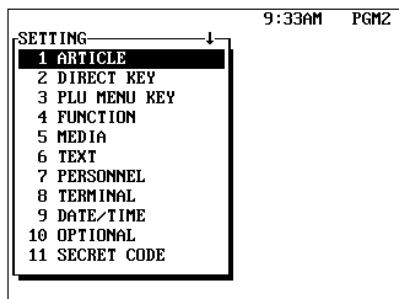 9:33AM PGM2
SETTING ↓
1 ARTICLE
2 DIRECT KEY
3 PLU MENU KEY
4 FUNCTION
5 MEDIA
6 TEXT
7 PERSONNEL
8 TERMINAL
9 DATE/TIME
10 OPTIONAL
11 SECRET CODE